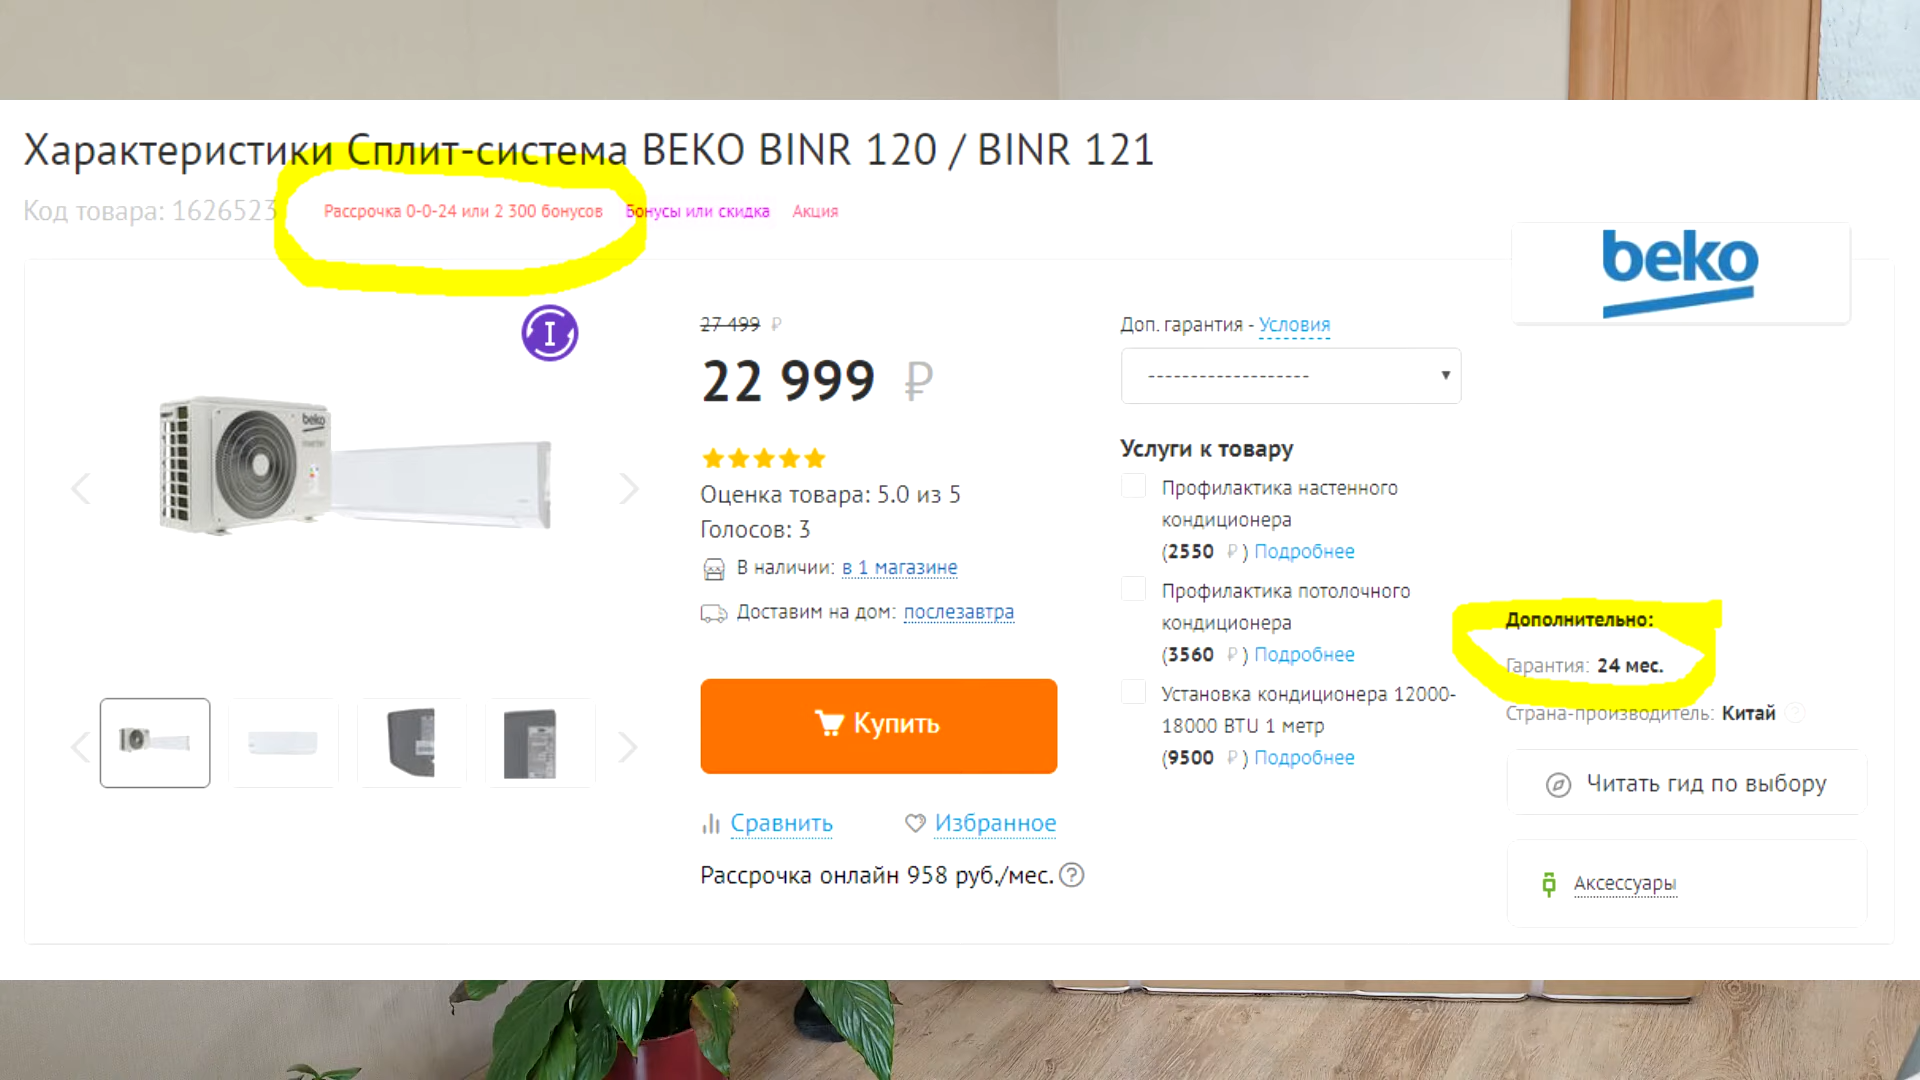 Характеристики Сплит-система BEKO BINR 120 / BINR 121
Код товара: 1626523
Рассрочка 0-0-24 или 2 300 бонусов
Бонусы или скидка
Акция
beko
27 499 ₽
22 999 ₽
Оценка товара: 5.0 из 5
Голосов: 3
В наличии: в 1 магазине
Доставим на дом: послезавтра
Купить
Сравнить
Избранное
Рассрочка онлайн 958 руб./мес. ?
Доп. гарантия - Условия
-------------------
Услуги к товару
Профилактика настенного
кондиционера
(2550 ₽ ) Подробнее
Профилактика потолочного
кондиционера
(3560 ₽ ) Подробнее
Установка кондиционера 12000-
18000 BTU 1 метр
(9500 ₽ ) Подробнее
Дополнительно:
Гарантия: 24 мес.
Страна-производитель: Китай ?
Читать гид по выбору
Аксессуары
beko
I